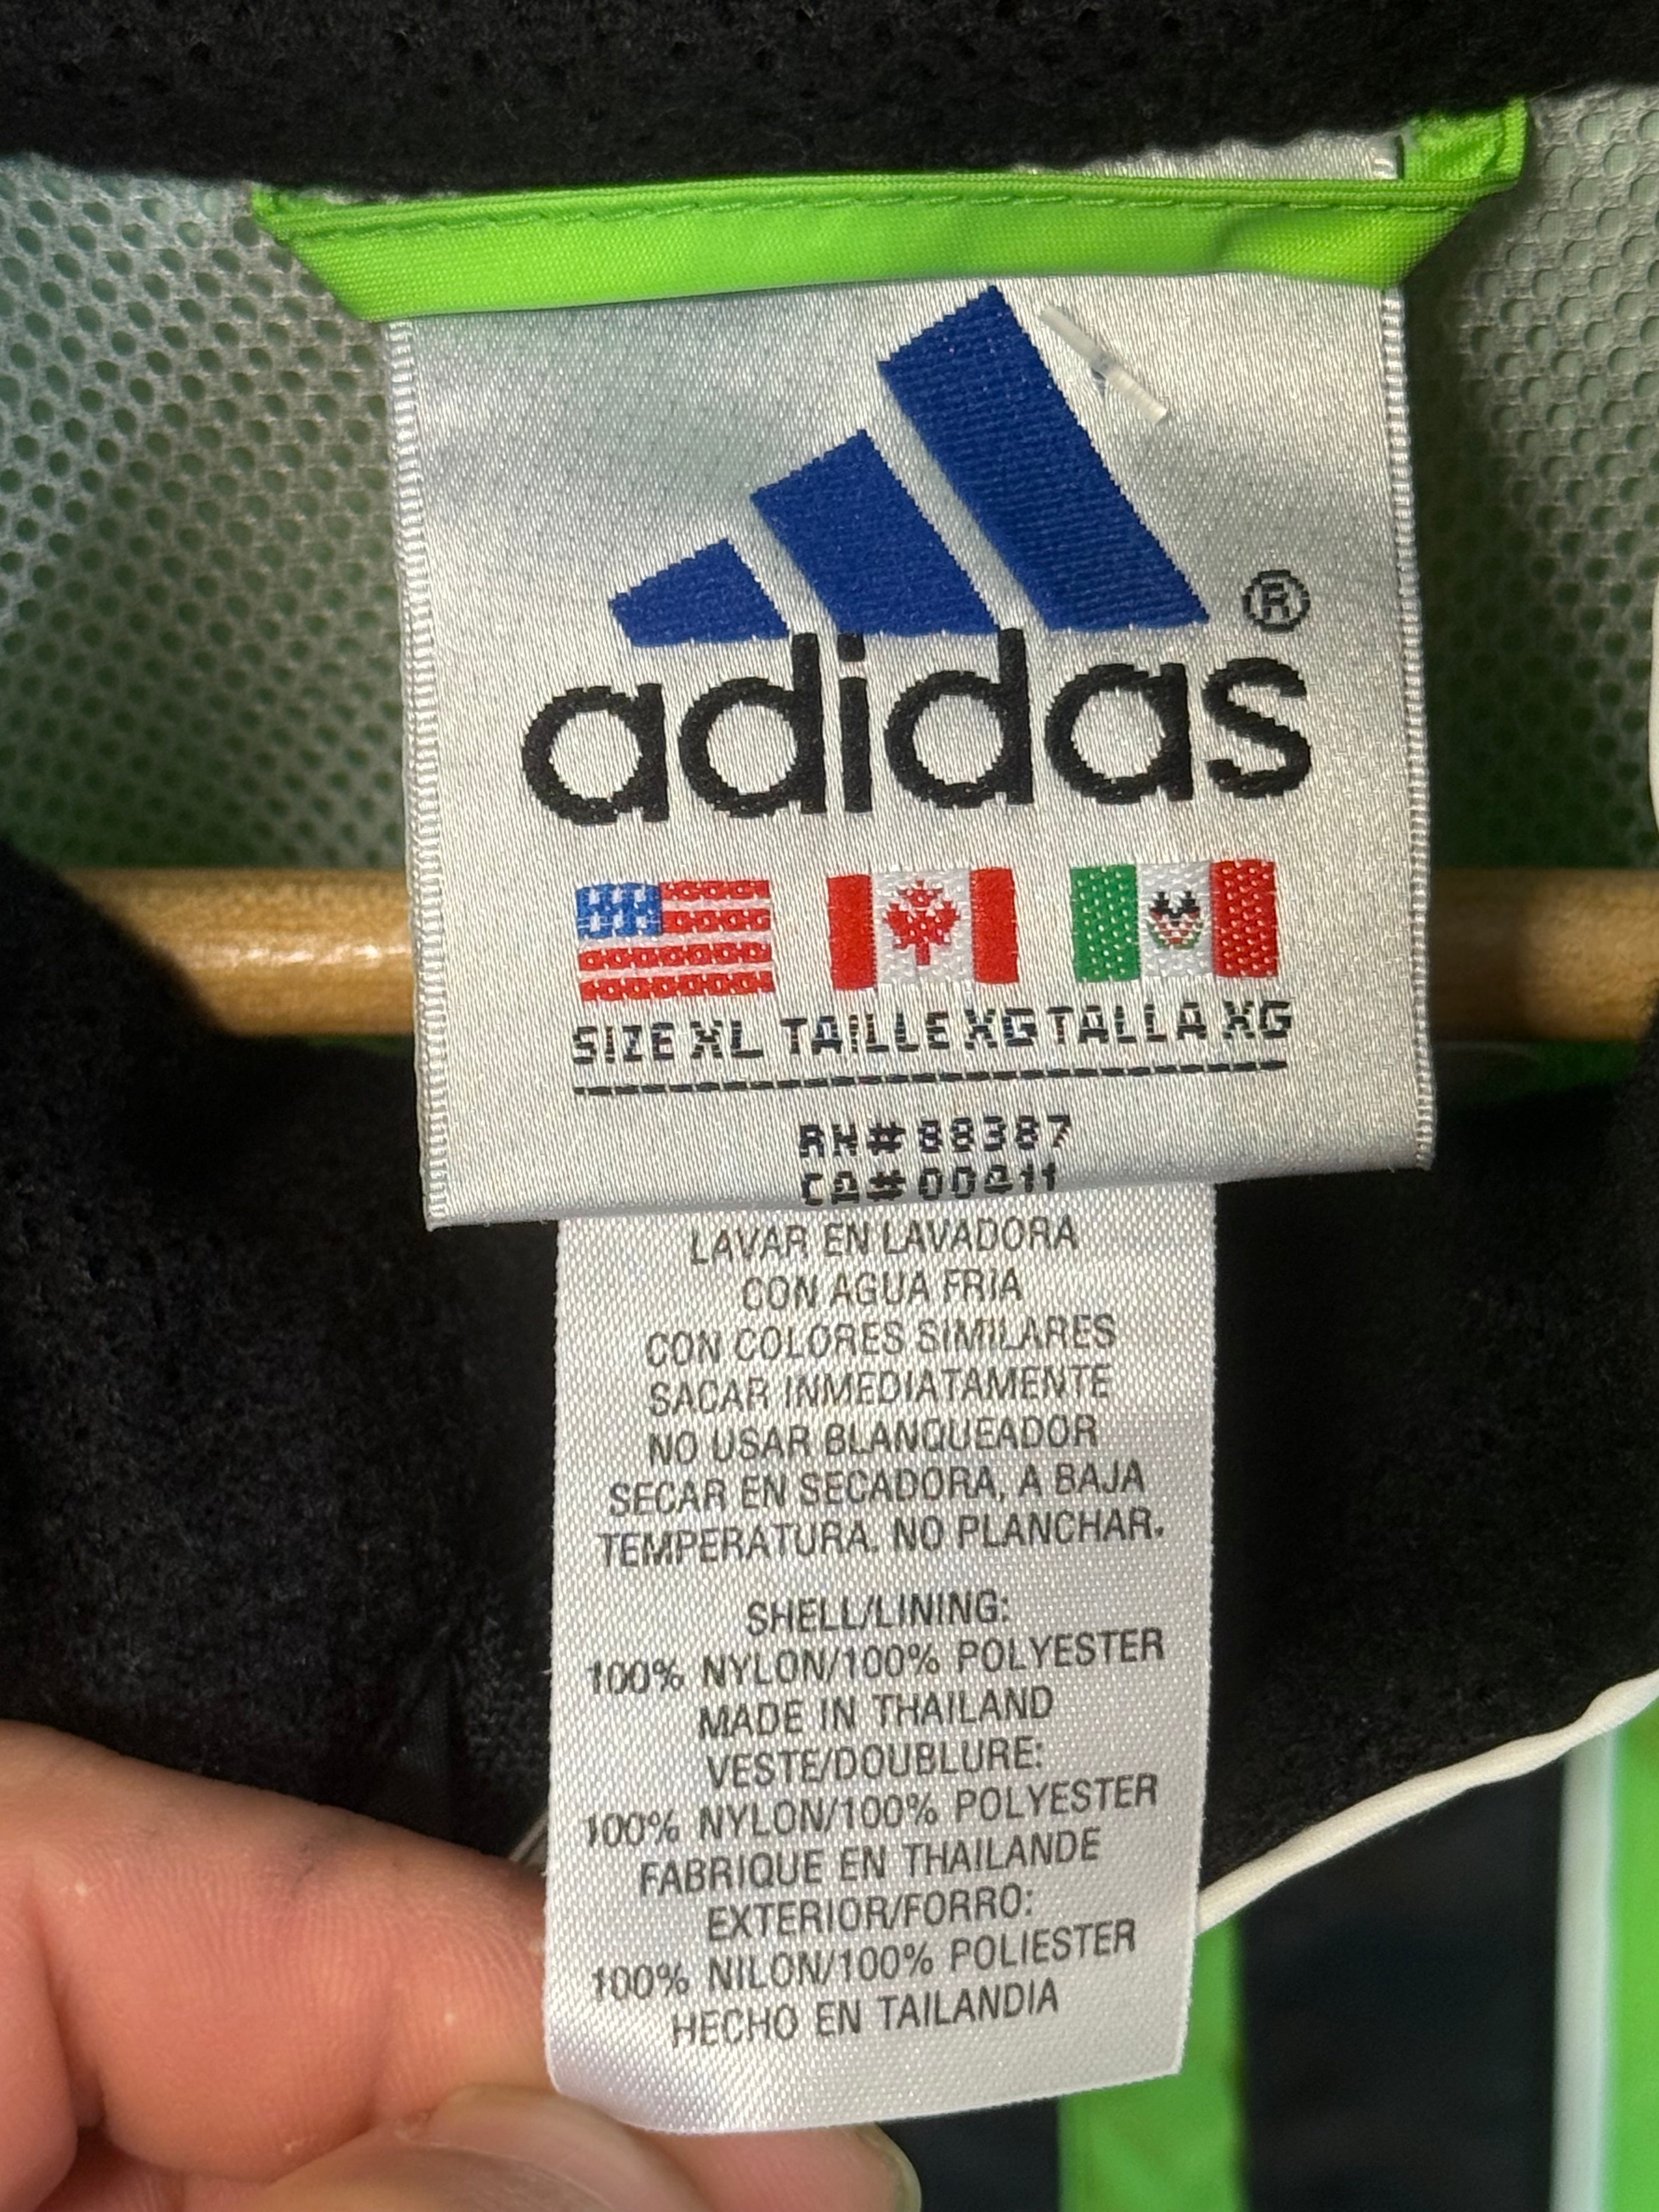 ®
adidas
SIZE XL TAILLE XG TALLA XG
RN#88387
CA#00411
LAVAR EN LAVADORA
CON AGUA FRIA
CON COLORES SIMILARES
SACAR INMEDIATAMENTE
NO USAR BLANQUEADOR
SECAR EN SECADORA, A BAJA
TEMPERATURA. NO PLANCHAR.
SHELL/LINING:
100% NYLON/100% POLYESTER
MADE IN THAILAND
VESTE/DOUBLURE:
100% NYLON/100% POLYESTER
FABRIQUE EN THAILANDE
EXTERIOR/FORRO:
100% NILON/100% POLIESTER
HECHO EN TAILANDIA